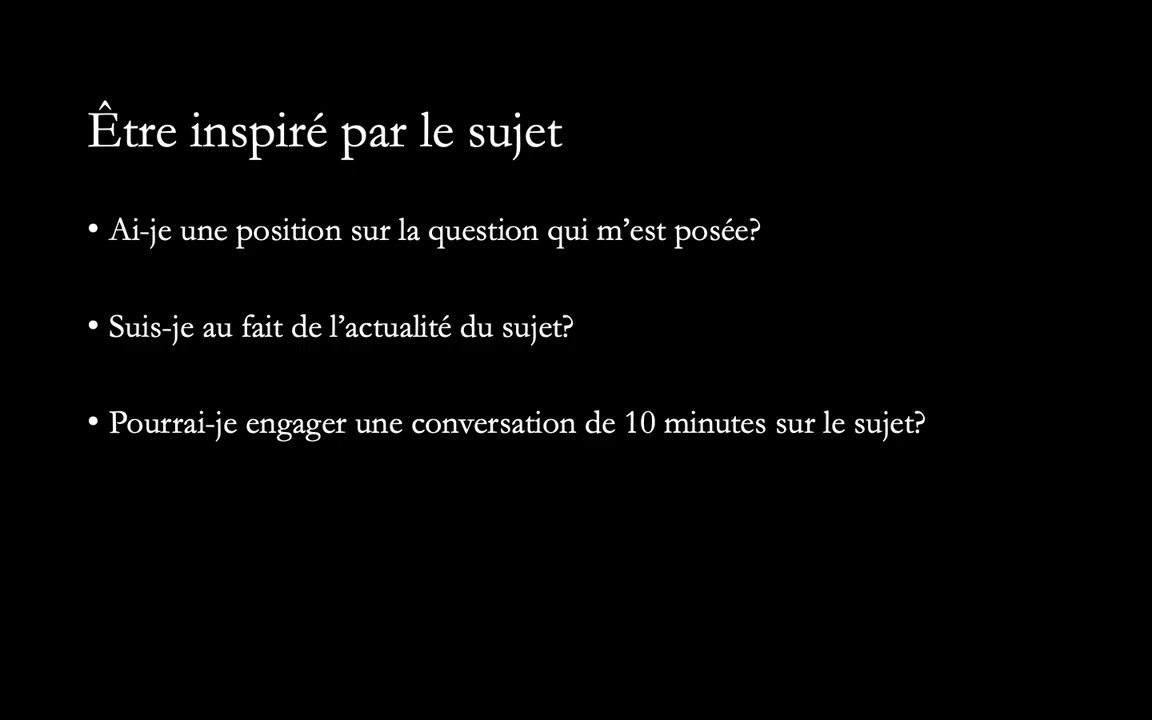 Être inspiré par le sujet
• Ai-je une position sur la question qui m’est posée?
• Suis-je au fait de l’actualité du sujet?
• Pourrai-je engager une conversation de 10 minutes sur le sujet?